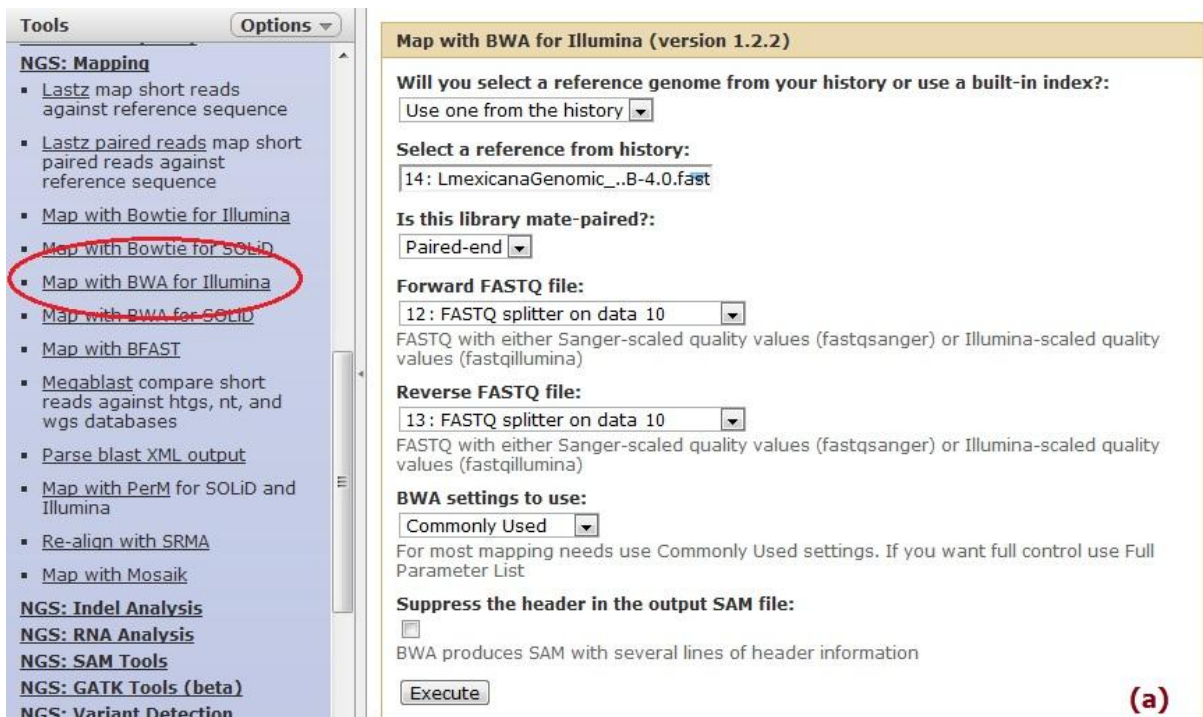 Tools
Options
NGS: Mapping
Lastz map short reads
against reference sequence
Lastz paired reads map short
paired reads against
reference sequence
Map with Bowtie for Illumina
Map with Bowtie for SOLiD
Map with BWA for Illumina
Map with BWA for SOLiD
Map with BFAST
Megablast compare short
reads against htgs, nt, and
wgs databases
Parse blast XML output
Map with PerM for SOLiD and
Illumina
Re-align with SRMA
Map with Mosaik
NGS: Indel Analysis
NGS: RNA Analysis
NGS: SAM Tools
NGS: GATK Tools (beta)
NGS: Variant Detection
Map with BWA for Illumina (version 1.2.2)
Will you select a reference genome from your history or use a built-in index?:
Use one from the history
Select a reference from history:
14: LmexicanaGenomic_..B-4.0.fast
Is this library mate-paired?:
Paired-end
Forward FASTQ file:
12: FASTQ splitter on data 10
FASTQ with either Sanger-scaled quality values (fastqsanger) or Illumina-scaled quality
values (fastqillumina)
Reverse FASTQ file:
13: FASTQ splitter on data 10
FASTQ with either Sanger-scaled quality values (fastqsanger) or Illumina-scaled quality
values (fastqillumina)
BWA settings to use:
Commonly Used
For most mapping needs use Commonly Used settings. If you want full control use Full
Parameter List
Suppress the header in the output SAM file:
BWA produces SAM with several lines of header information
Execute
(a)